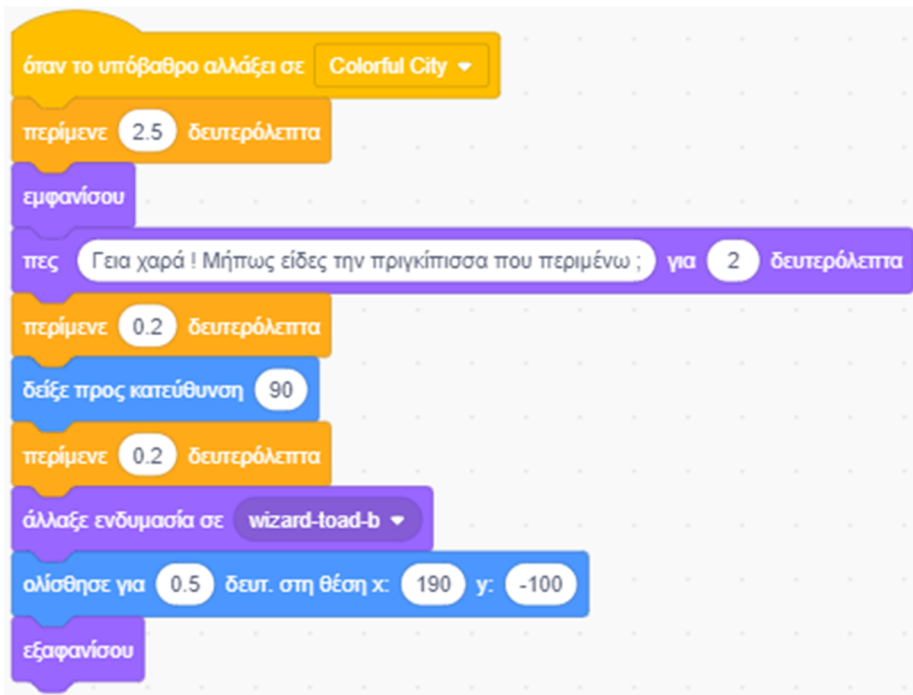 όταν το υπόβαθρο αλλάξει σε Colorful City
περίμενε 2.5 δευτερόλεπτα
εμφανίσου
πες Γεια χαρά ! Μήπως είδες την πριγκίπισσα που περιμένω ; για 2 δευτερόλεπτα
περίμενε 0.2 δευτερόλεπτα
δείξε προς κατεύθυνση 90
περίμενε 0.2 δευτερόλεπτα
άλλαξε ενδυμασία σε wizard-toad-b
ολίσθησε για 0.5 δευτ. στη θέση x: 190 y: -100
εξαφανίσου